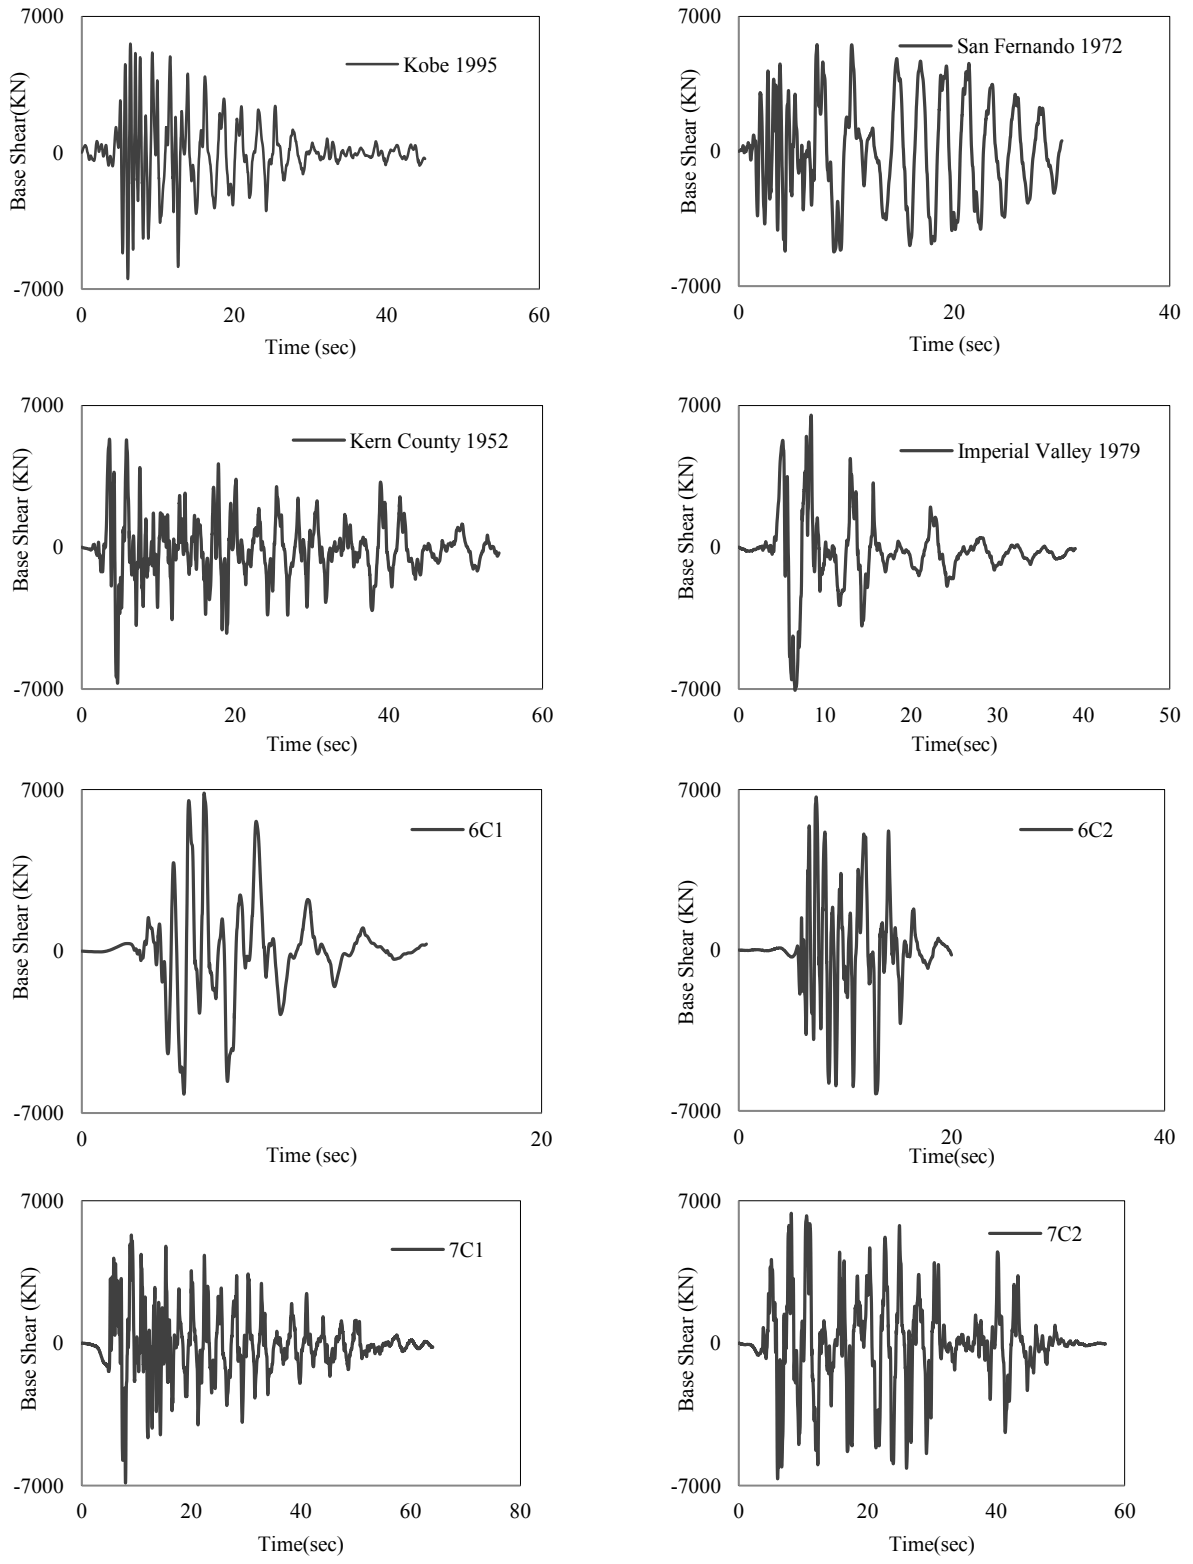 7000
Kobe 1995
Base Shear(KN)
0
-7000
0 20 40 60
Time (sec)
7000
San Fernando 1972
Base Shear (KN)
0
-7000
0 20 40
Time (sec)
7000
Kern County 1952
Base Shear (KN)
0
-7000
0 20 40 60
Time (sec)
7000
Imperial Valley 1979
Base Shear (KN)
0
-7000
0 10 20 30 40 50
Time(sec)
7000
6C1
Base Shear (KN)
0
-7000
0 20
Time (sec)
7000
6C2
Base Shear (KN)
0
-7000
0 20 40
Time(sec)
7000
7C1
Base Shear (KN)
0
-7000
0 20 40 60 80
Time(sec)
7000
7C2
Base Shear (KN)
0
-7000
0 20 40 60
Time(sec)